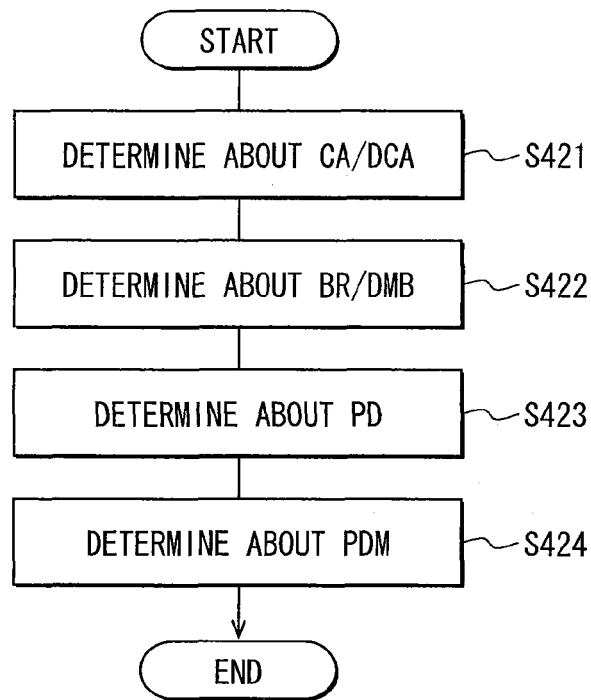 START
DETERMINE ABOUT CA/DCA
S421
DETERMINE ABOUT BR/DMB
S422
DETERMINE ABOUT PD
S423
DETERMINE ABOUT PDM
S424
END